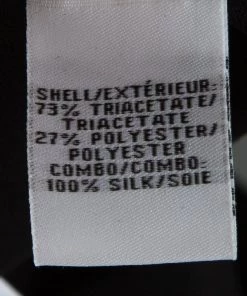 SHELL/EXTÉRIEUR:
73% TRIACETATE/
TRIACETATE
27% POLYESTER/
POLYESTER
COMBO/COMBO:
100% SILK/SOIE